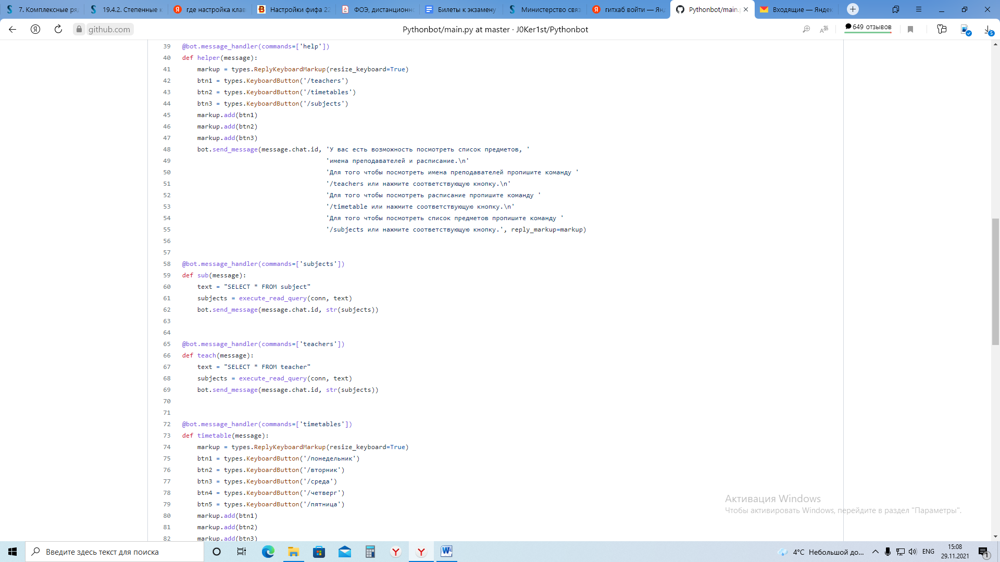 7. Комплексные ря
19.4.2. Степенные к
где настройка клав
Настройки фифа 22
ФОЭ, дистанционн
Билеты к экзамену
Министерство связ
гитхаб войти — Ян
Pythonbot/main.p
Входящие — Яндек
github.com
Pythonbot/main.py at master · J0Ker1st/Pythonbot
649 отзывов
5
39 @bot.message_handler(commands=['help'])
40 def helper(message):
41 markup = types.ReplyKeyboardMarkup(resize_keyboard=True)
42 btn1 = types.KeyboardButton('/teachers')
43 btn2 = types.KeyboardButton('/timetables')
44 btn3 = types.KeyboardButton('/subjects')
45 markup.add(btn1)
46 markup.add(btn2)
47 markup.add(btn3)
48 bot.send_message(message.chat.id, 'У вас есть возможность посмотреть список предметов, '
49 'имена преподавателей и расписание.\n'
50 'Для того чтобы посмотреть имена преподавателей пропишите команду '
51 '/teachers или нажмите соответствующую кнопку.\n'
52 'Для того чтобы посмотреть расписание пропишите команду '
53 '/timetable или нажмите соответствующую кнопку.\n'
54 'Для того чтобы посмотреть список предметов пропишите команду '
55 '/subjects или нажмите соответствующую кнопку.', reply_markup=markup)
56
57
58 @bot.message_handler(commands=['subjects'])
59 def sub(message):
60 text = "SELECT * FROM subject"
61 subjects = execute_read_query(conn, text)
62 bot.send_message(message.chat.id, str(subjects))
63
64
65 @bot.message_handler(commands=['teachers'])
66 def teach(message):
67 text = "SELECT * FROM teacher"
68 subjects = execute_read_query(conn, text)
69 bot.send_message(message.chat.id, str(subjects))
70
71
72 @bot.message_handler(commands=['timetables'])
73 def timetable(message):
74 markup = types.ReplyKeyboardMarkup(resize_keyboard=True)
75 btn1 = types.KeyboardButton('/понедельник')
76 btn2 = types.KeyboardButton('/вторник')
77 btn3 = types.KeyboardButton('/среда')
78 btn4 = types.KeyboardButton('/четверг')
79 btn5 = types.KeyboardButton('/пятница')
80 markup.add(btn1)
81 markup.add(btn2)
82 markup.add(btn3)
Активация Windows
Чтобы активировать Windows, перейдите в раздел "Параметры".
Введите здесь текст для поиска
4°C Небольшой до...
ENG
15:08
29.11.2021
1